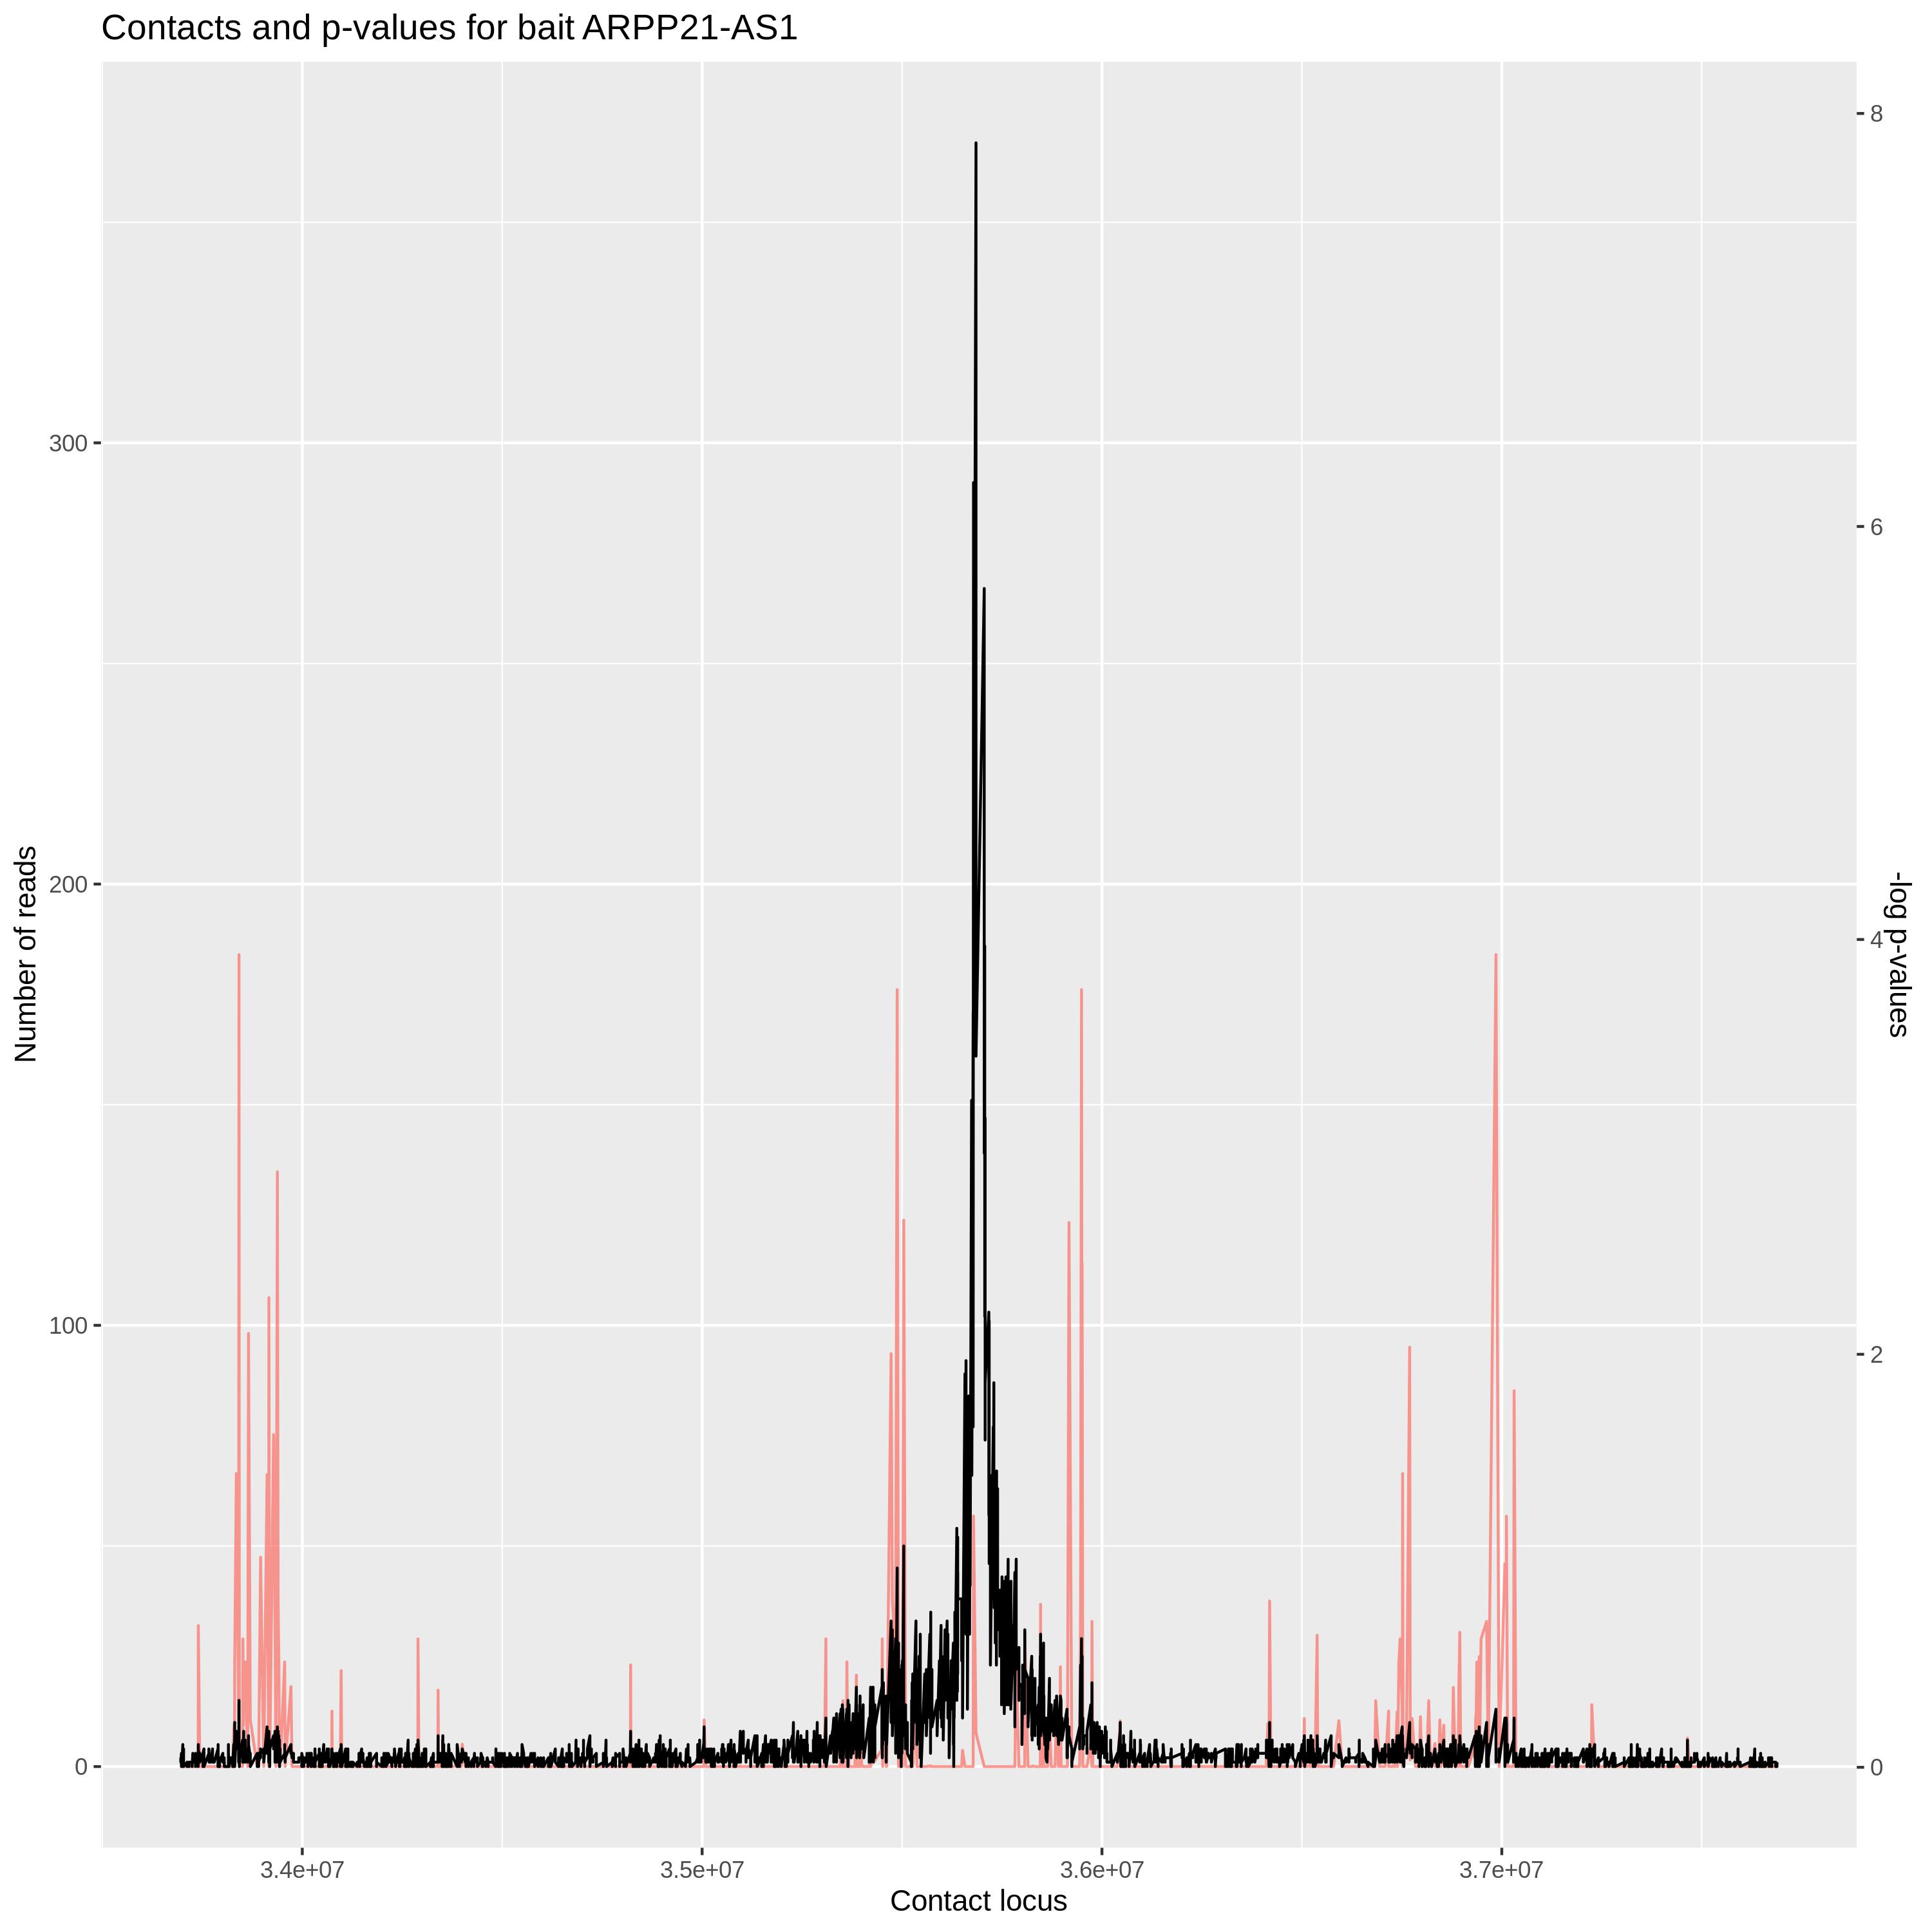 Contacts and p-values for bait ARPP21-AS1
Number of reads
300
200
100
0
8
6
4
2
0
-log p-values
3.4e+07
3.5e+07
3.6e+07
3.7e+07
Contact locus